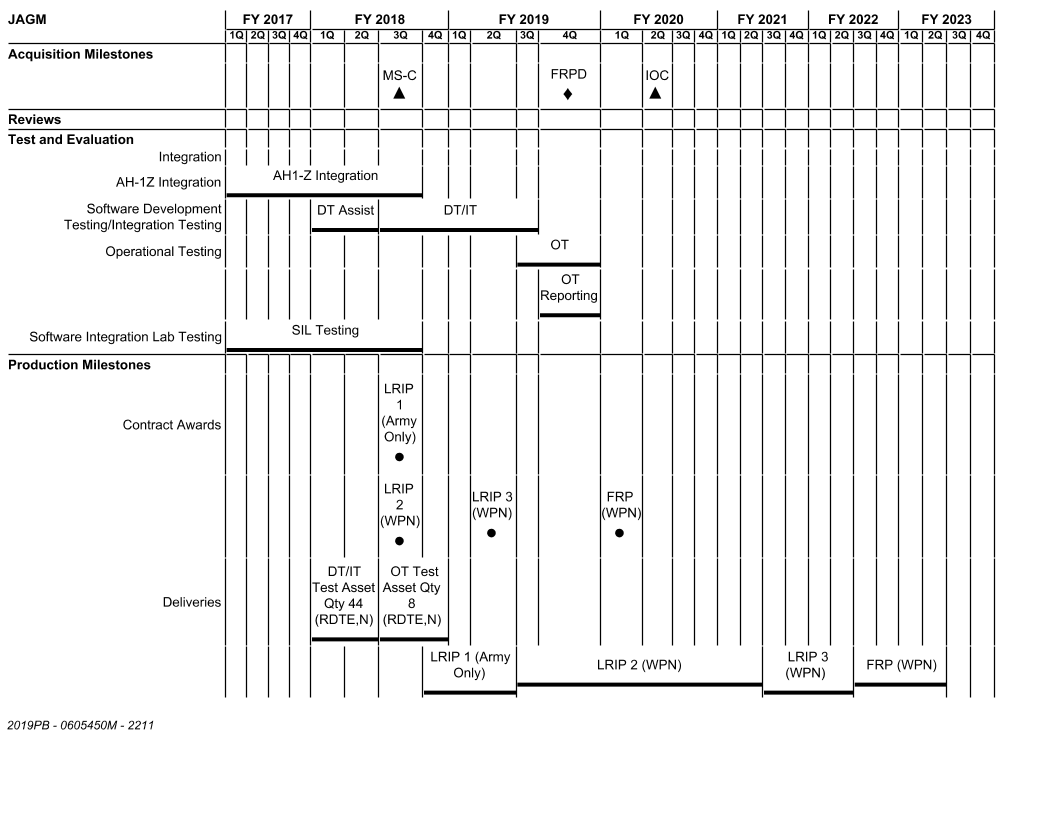 JAGM FY 2017 FY 2018 FY 2019 FY 2020 FY 2021 FY 2022 FY 2023
1Q 2Q 3Q 4Q 1Q 2Q 3Q 4Q 1Q 2Q 3Q 4Q 1Q 2Q 3Q 4Q 1Q 2Q 3Q 4Q 1Q 2Q 3Q 4Q 1Q 2Q 3Q 4Q
Acquisition Milestones
MS-C FRPD IOC
Reviews
Test and Evaluation
Integration
AH-1Z Integration
AH1-Z Integration
Software Development
Testing/Integration Testing
DT Assist DT/IT
Operational Testing
OT
OT
Reporting
Software Integration Lab Testing
SIL Testing
Production Milestones
Contract Awards
LRIP
1
(Army
Only)
LRIP
2
(WPN)
LRIP 3
(WPN)
FRP
(WPN)
Deliveries
DT/IT
Test Asset
Qty 44
(RDTE,N)
OT Test
Asset Qty
8
(RDTE,N)
LRIP 1 (Army
Only)
LRIP 2 (WPN)
LRIP 3
(WPN)
FRP (WPN)
2019PB - 0605450M - 2211